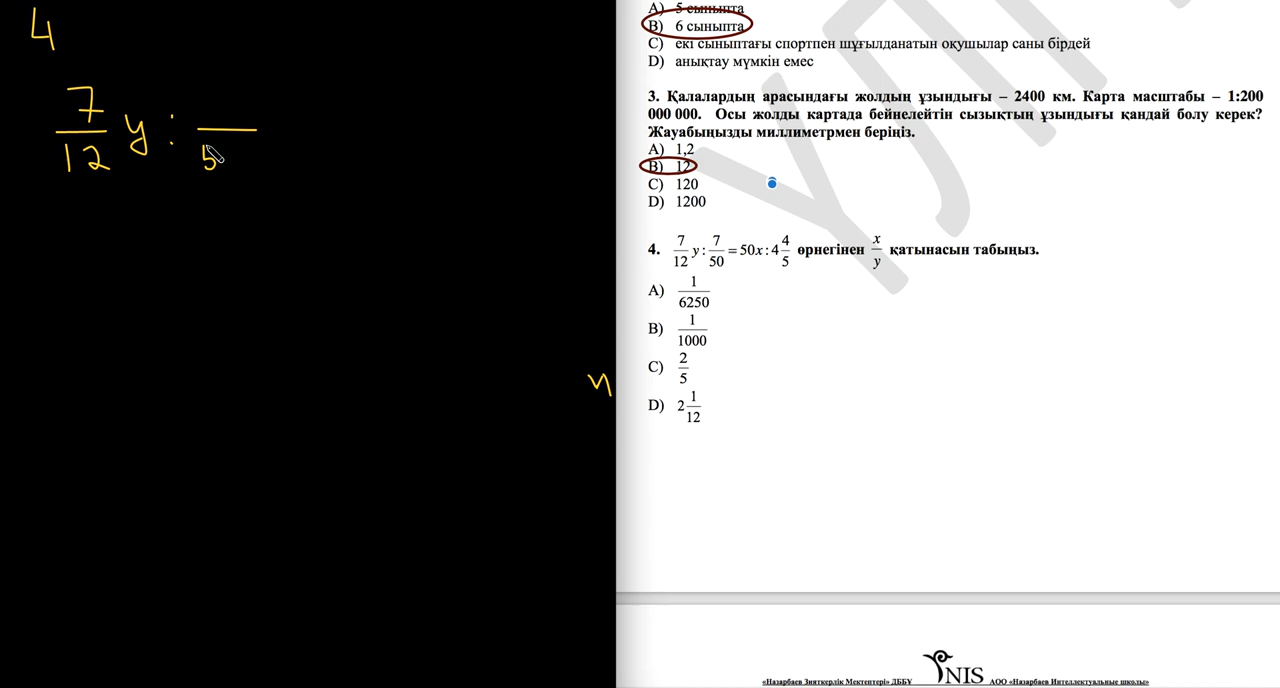 4
7/12 y : /5
И
A) 5 сыныпта
B) 6 сыныпта
C) екі сыныптағы спортпен шұғылданатын оқушылар саны бірдей
D) анықтау мүмкін емес
3. Қалалардың арасындағы жолдың ұзындығы – 2400 км. Карта масштабы – 1:200
000 000. Осы жолды картада бейнелейтін сызықтың ұзындығы қандай болу керек?
Жауабыңызды миллиметрмен беріңіз.
A) 1,2
B) 12
C) 120
D) 1200
4. 7/12 y : 7/50 = 50x : 4 4/5 өрнегінен x/y қатынасын табыңыз.
A) 1/6250
B) 1/1000
C) 2/5
D) 2 1/12
NIS
«Назарбаев Зияткерлік Мектептері» ДББҰ АОО «Назарбаев Интеллектуальные школы»